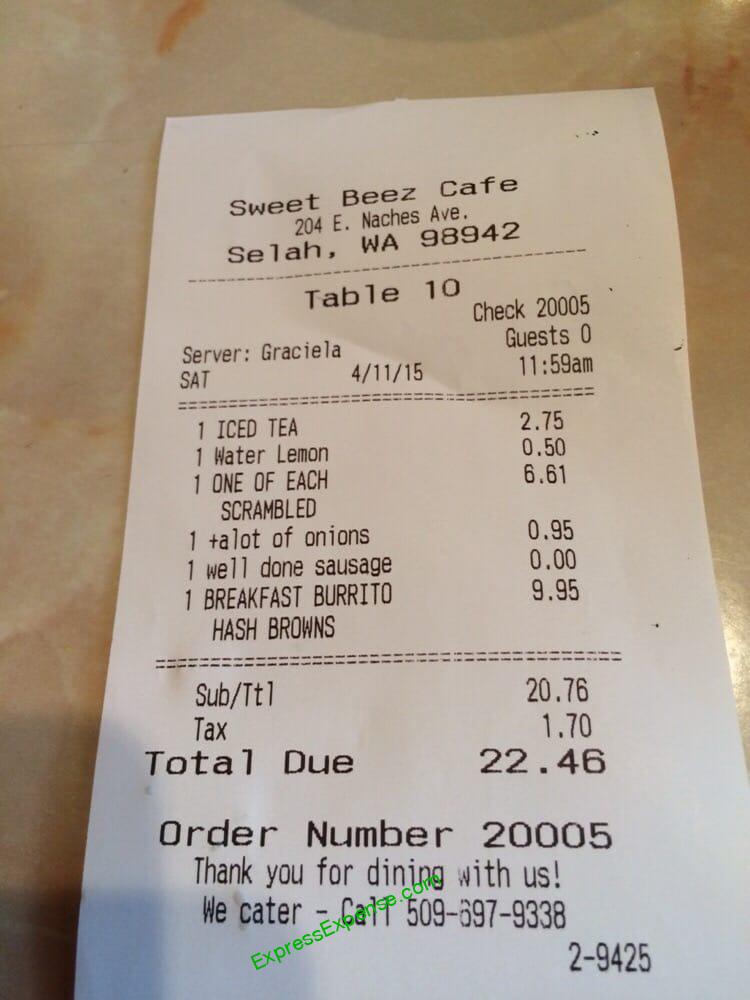 Sweet Beez Cafe
204 E. Naches Ave.
Selah, WA 98942
Table 10
Check 20005
Guests 0
Server: Graciela
SAT 4/11/15 11:59am
1 ICED TEA 2.75
1 Water Lemon 0.50
1 ONE OF EACH 6.61
SCRAMBLED
1 +alot of onions 0.95
1 well done sausage 0.00
1 BREAKFAST BURRITO 9.95
HASH BROWNS
Sub/Ttl 20.76
Tax 1.70
Total Due 22.46
Order Number 20005
Thank you for dining with us!
We cater - Call 509-697-9338
2-9425
ExpressExpense.com